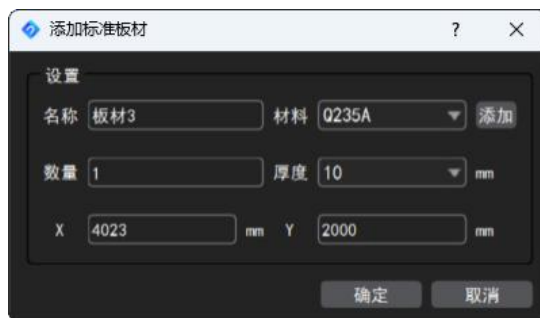 添加标准板材 ?
设置
名称 板材3 材料 Q235A 添加
数量 1 厚度 10 mm
X 4023 mm Y 2000 mm
确定 取消